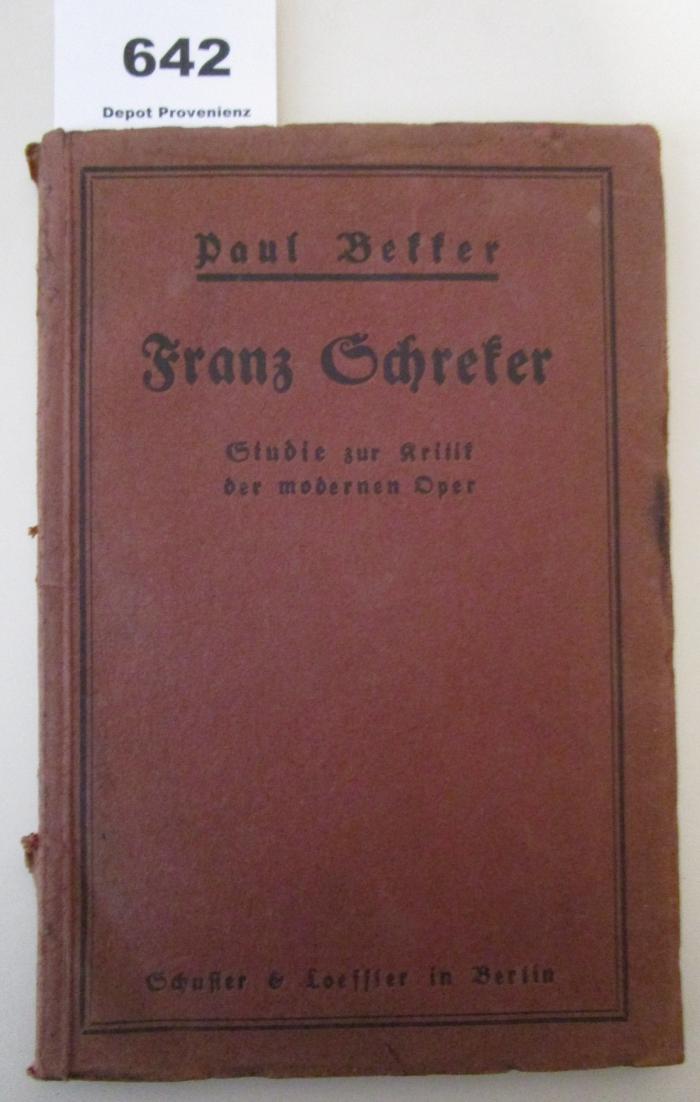 642
Depot Provenienz
Paul Bekker
Franz Schreker
Studie zur Kritik
der modernen Oper
Schuster & Loeffler in Berlin